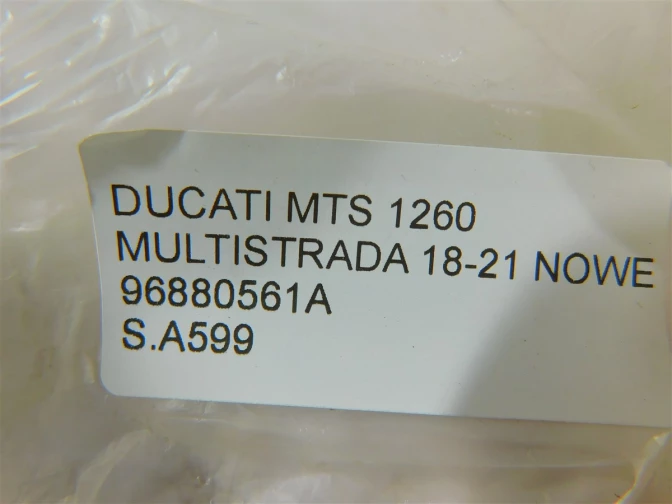 DUCATI MTS 1260
MULTISTRADA 18-21 NOWE
96880561A
S.A599